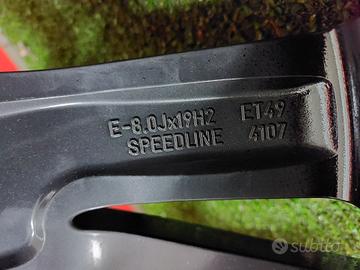 E-8.0Jx19H2 ET49
SPEEDLINE 4107
subito